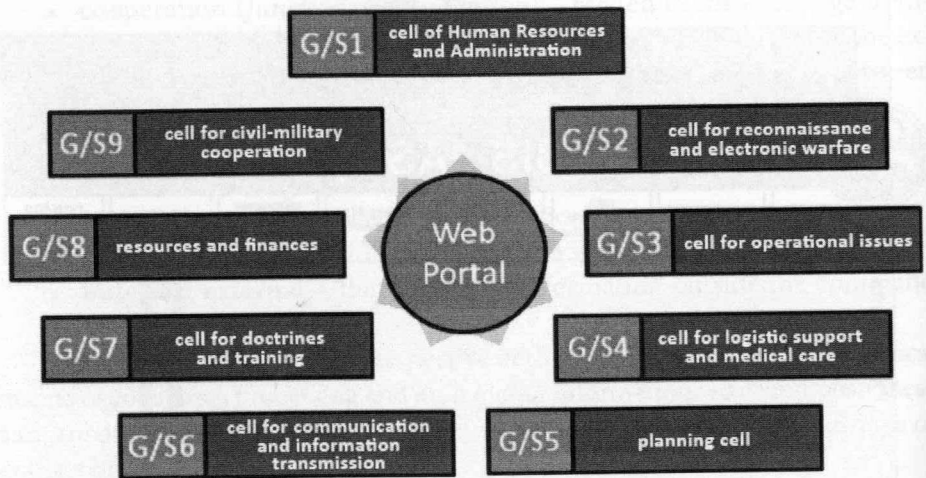 G/S1
cell of Human Resources
and Administration
G/S9
cell for civil-military
cooperation
G/S2
cell for reconnaissance
and electronic warfare
G/S8
resources and finances
Web
Portal
G/S3
cell for operational issues
G/S7
cell for doctrines
and training
G/S4
cell for logistic support
and medical care
G/S6
cell for communication
and information
transmission
G/S5
planning cell